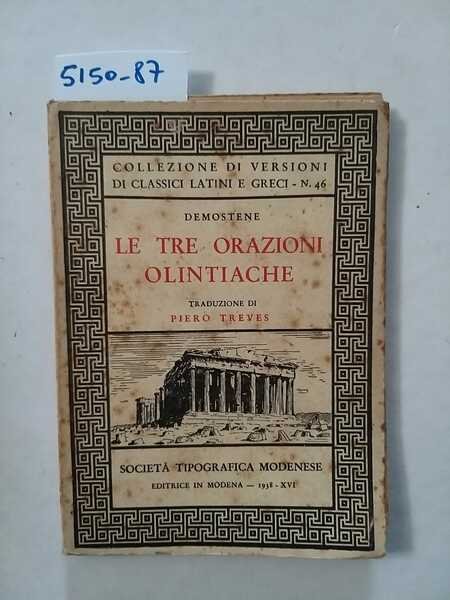 5150-87
COLLEZIONE DI VERSIONI
DI CLASSICI LATINI E GRECI - N. 46
DEMOSTENE
LE TRE ORAZIONI
OLINTIACHE
TRADUZIONE DI
PIERO TREVES
SOCIETÀ TIPOGRAFICA MODENESE
EDITRICE IN MODENA — 1938 - XVI